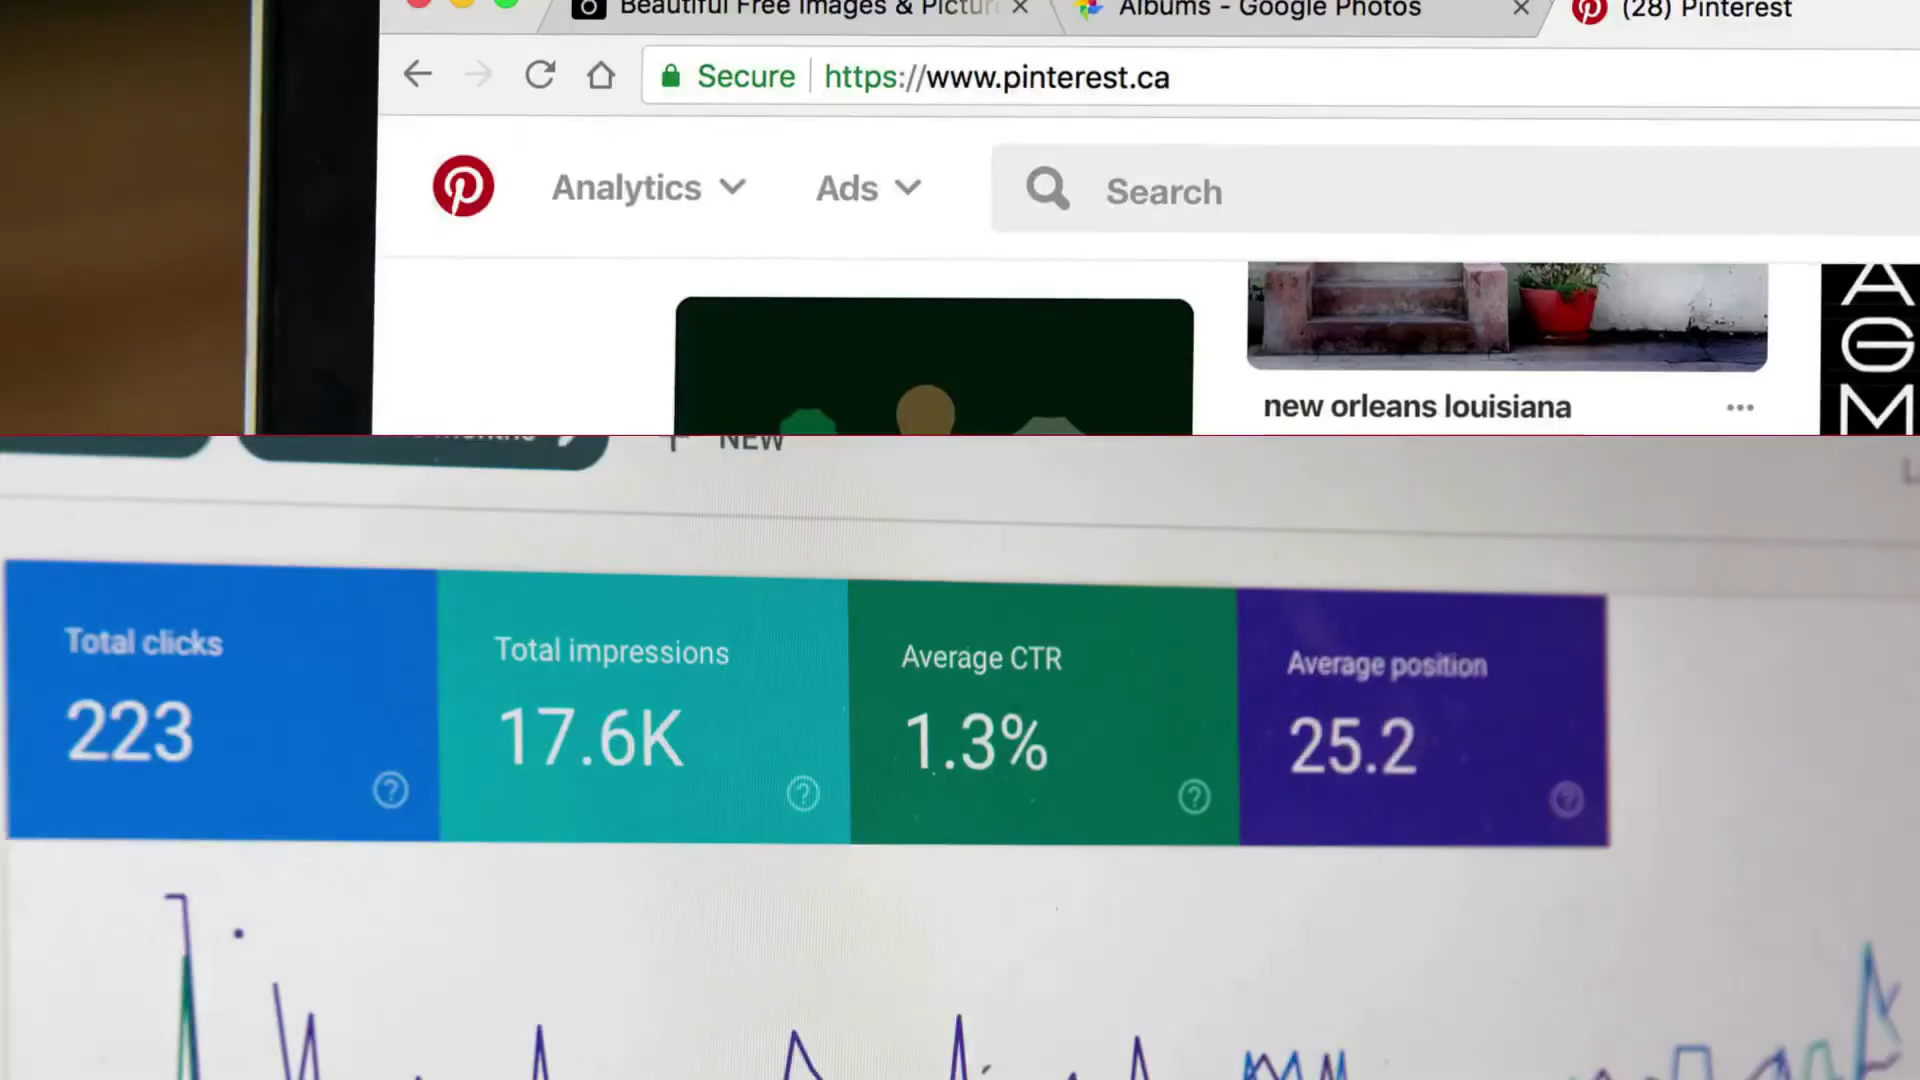 Beautiful Free Images & Pictur
Albums - Google Photos
(28) Pinterest
Secure https://www.pinterest.ca
Analytics
Ads
Search
new orleans louisiana
A
G
M
NEW
Total clicks
223
Total impressions
17.6K
Average CTR
1.3%
Average position
25.2